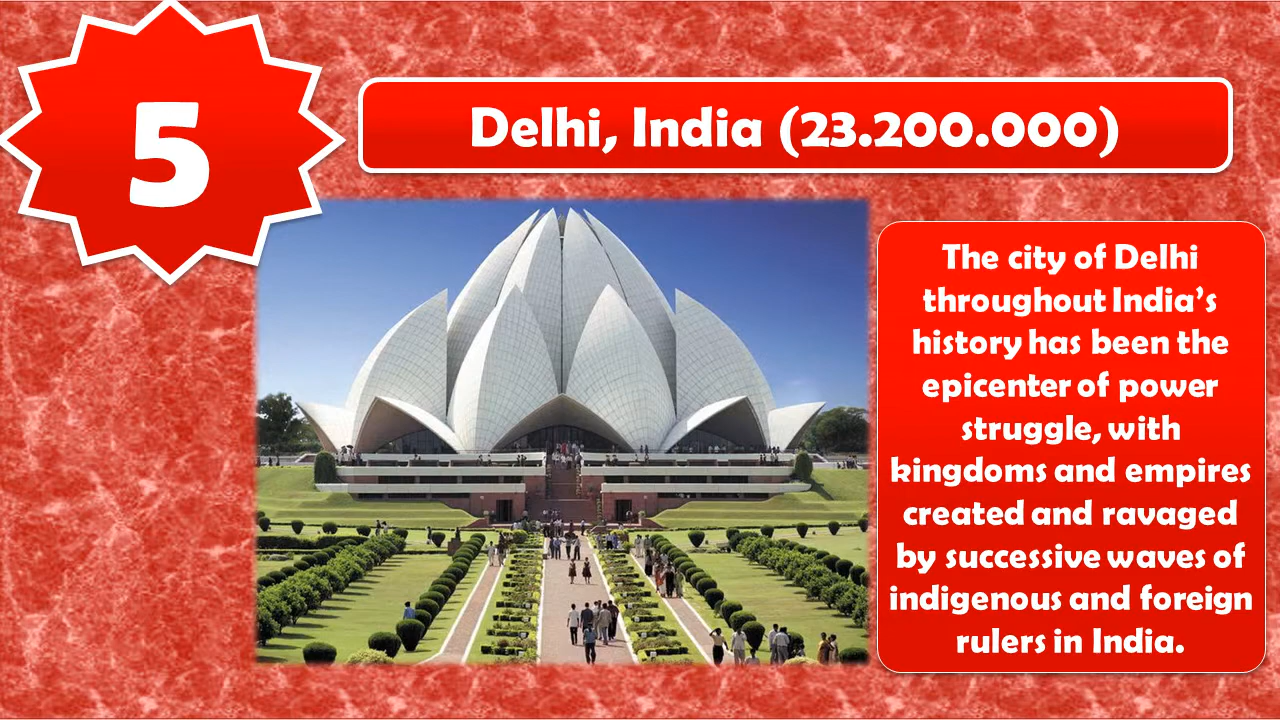 5
Delhi, India (23.200.000)
The city of Delhi
throughout India’s
history has been the
epicenter of power
struggle, with
kingdoms and empires
created and ravaged
by successive waves of
indigenous and foreign
rulers in India.